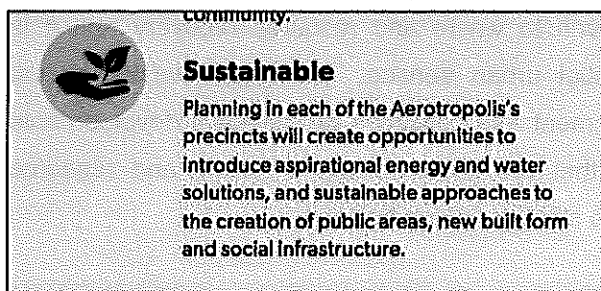 community.
Sustainable
Planning in each of the Aerotropolis's
precincts will create opportunities to
introduce aspirational energy and water
solutions, and sustainable approaches to
the creation of public areas, new built form
and social infrastructure.